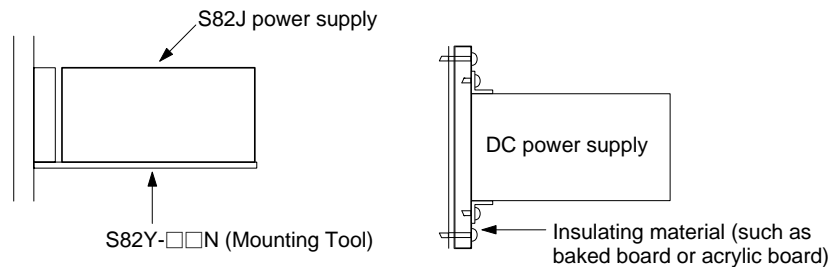 S82J power supply
S82Y-□□N (Mounting Tool)
DC power supply
Insulating material (such as
baked board or acrylic board)